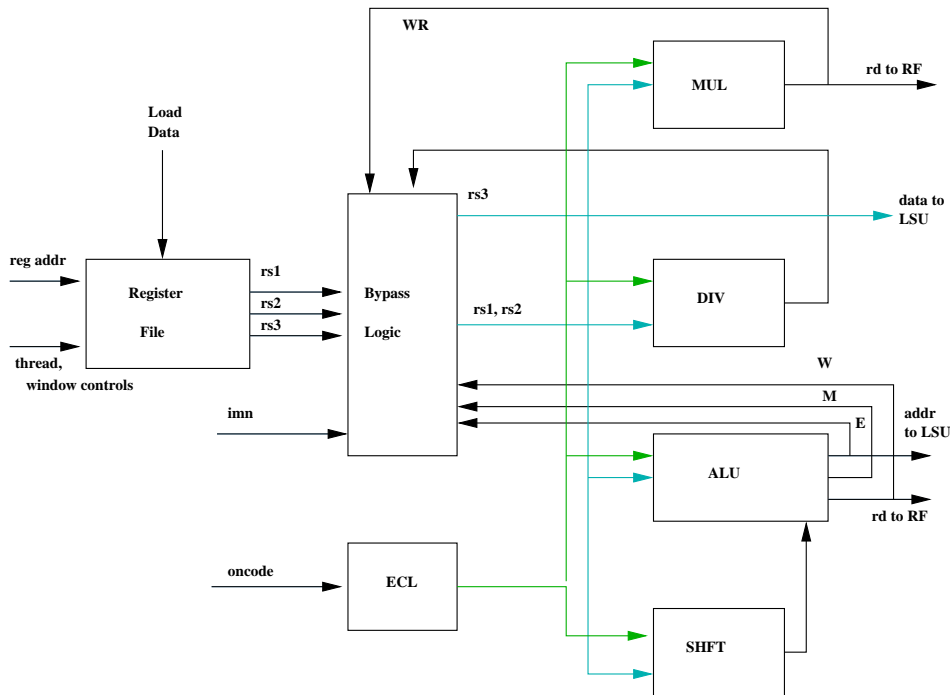 WR
MUL
rd to RF
Load
Data
rs3
data to
LSU
reg addr
Register
File
rs1
rs2
rs3
Bypass
Logic
rs1, rs2
DIV
thread,
window controls
W
M
E
addr
to LSU
imn
ALU
rd to RF
oncode
ECL
SHFT